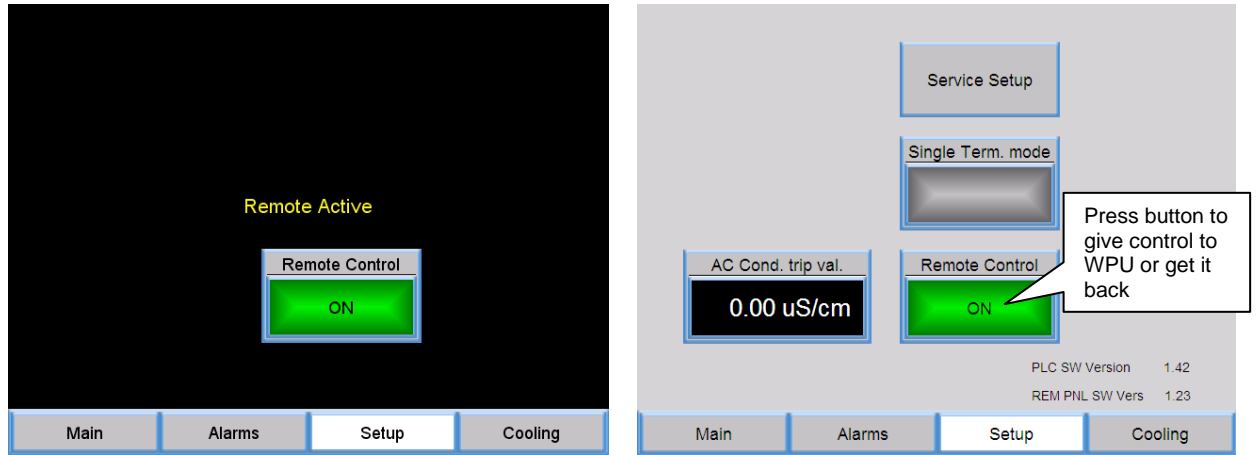 Remote Active
Remote Control
ON
Main
Alarms
Setup
Cooling
Service Setup
Single Term. mode
AC Cond. trip val.
0.00 uS/cm
Remote Control
ON
Press button to
give control to
WPU or get it
back
PLC SW Version 1.42
REM PNL SW Vers 1.23
Main
Alarms
Setup
Cooling